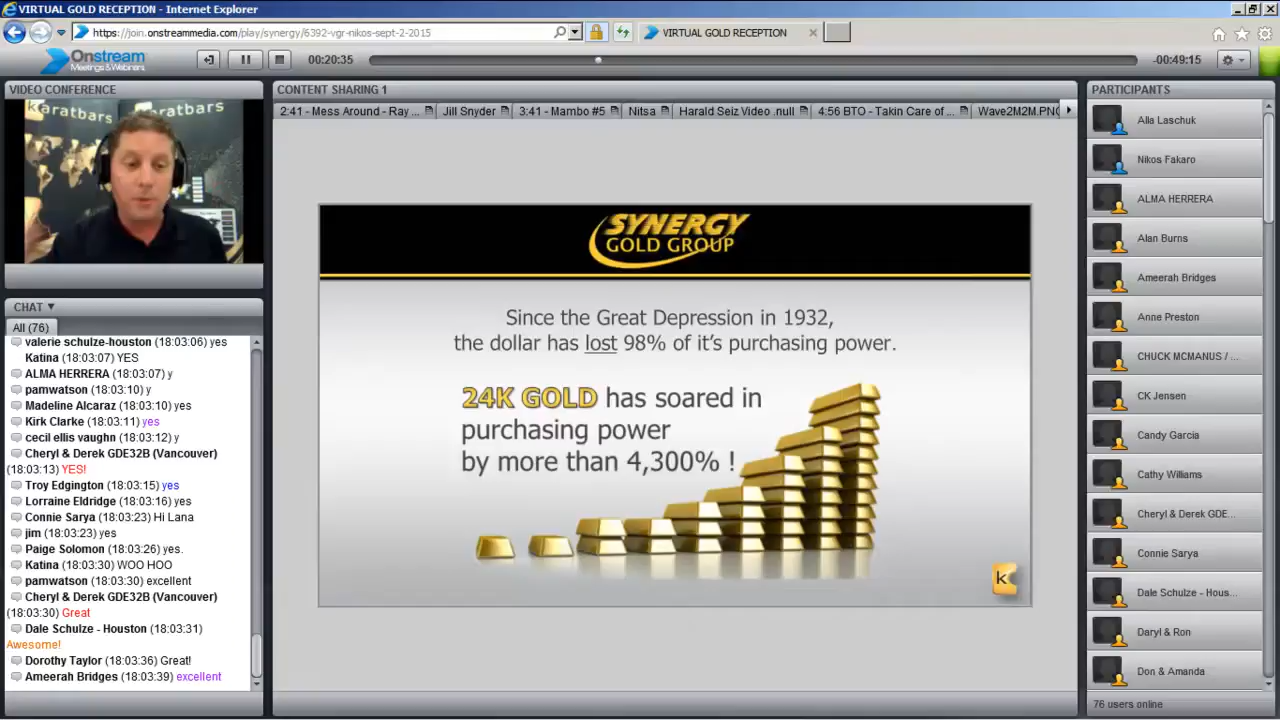 VIRTUAL GOLD RECEPTION - Internet Explorer
https://join.onstreammedia.com/play/synergy/6392-vgr-nikos-sept-2-2015
VIRTUAL GOLD RECEPTION
Onstream
Meetings & Webinars
00:20:35
-00:49:15
VIDEO CONFERENCE
karatbars
aratbars
CHAT
All (76)
valerie schulze-houston (18:03:06) yes
Katina (18:03:07) YES
ALMA HERRERA (18:03:07) y
pamwatson (18:03:10) y
Madeline Alcaraz (18:03:10) yes
Kirk Clarke (18:03:11) yes
cecil ellis vaughn (18:03:12) y
Cheryl & Derek GDE32B (Vancouver)
(18:03:13) YES!
Troy Edgington (18:03:15) yes
Lorraine Eldridge (18:03:16) yes
Connie Sarya (18:03:23) Hi Lana
jim (18:03:23) yes
Paige Solomon (18:03:26) yes.
Katina (18:03:30) WOO HOO
pamwatson (18:03:30) excellent
Cheryl & Derek GDE32B (Vancouver)
(18:03:30) Great
Dale Schulze - Houston (18:03:31)
Awesome!
Dorothy Taylor (18:03:36) Great!
Ameerah Bridges (18:03:39) excellent
CONTENT SHARING 1
2:41 - Mess Around - Ray ... Jill Snyder 3:41 - Mambo #5 Nitsa Harald Seiz Video .null 4:56 BTO - Takin Care of ... Wave2M2M.PNG
SYNERGY
GOLD GROUP
Since the Great Depression in 1932,
the dollar has lost 98% of it's purchasing power.
24K GOLD has soared in
purchasing power
by more than 4,300% !
k
PARTICIPANTS
Alla Laschuk
Nikos Fakaro
ALMA HERRERA
Alan Burns
Ameerah Bridges
Anne Preston
CHUCK MCMANUS / ...
CK Jensen
Candy Garcia
Cathy Williams
Cheryl & Derek GDE...
Connie Sarya
Dale Schulze - Hous...
Daryl & Ron
Don & Amanda
76 users online